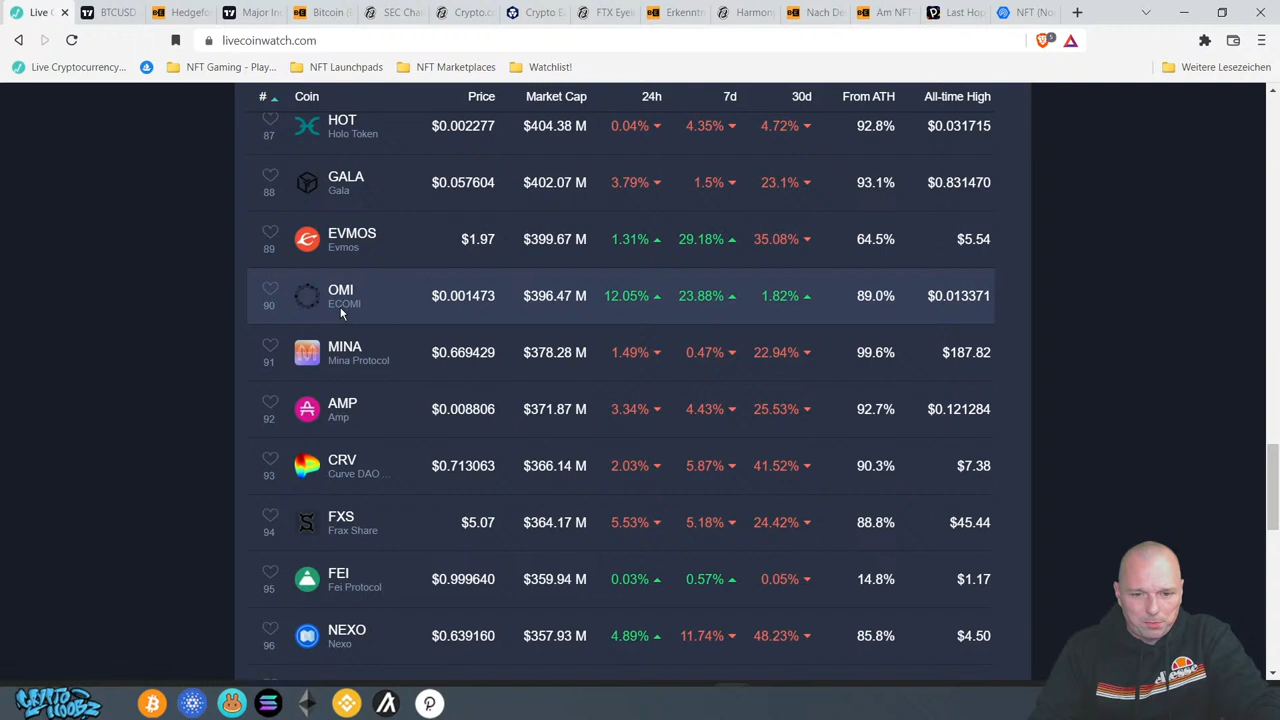 Live C
BTCUSD
Hedgefor
Major In
Bitcoin (B
SEC Char
Crypto.c
Crypto Ea
FTX Eyei
Erkenntn
Harmony
Nach De
Am NFT-
Last Hop
NFT (No
livecoinwatch.com
5
Live Cryptocurrency...
NFT Gaming - Play...
NFT Launchpads
NFT Marketplaces
Watchlist!
Weitere Lesezeichen
# Coin Price Market Cap 24h 7d 30d From ATH All-time High
87 HOT $0.002277 $404.38 M 0.04% 4.35% 4.72% 92.8% $0.031715
Holo Token
88 GALA $0.057604 $402.07 M 3.79% 1.5% 23.1% 93.1% $0.831470
Gala
89 EVMOS $1.97 $399.67 M 1.31% 29.18% 35.08% 64.5% $5.54
Evmos
90 OMI $0.001473 $396.47 M 12.05% 23.88% 1.82% 89.0% $0.013371
ECOMI
91 MINA $0.669429 $378.28 M 1.49% 0.47% 22.94% 99.6% $187.82
Mina Protocol
92 AMP $0.008806 $371.87 M 3.34% 4.43% 25.53% 92.7% $0.121284
Amp
93 CRV $0.713063 $366.14 M 2.03% 5.87% 41.52% 90.3% $7.38
Curve DAO ...
94 FXS $5.07 $364.17 M 5.53% 5.18% 24.42% 88.8% $45.44
Frax Share
95 FEI $0.999640 $359.94 M 0.03% 0.57% 0.05% 14.8% $1.17
Fei Protocol
96 NEXO $0.639160 $357.93 M 4.89% 11.74% 48.23% 85.8% $4.50
Nexo
CRYPTO NOOBZ
ellesse